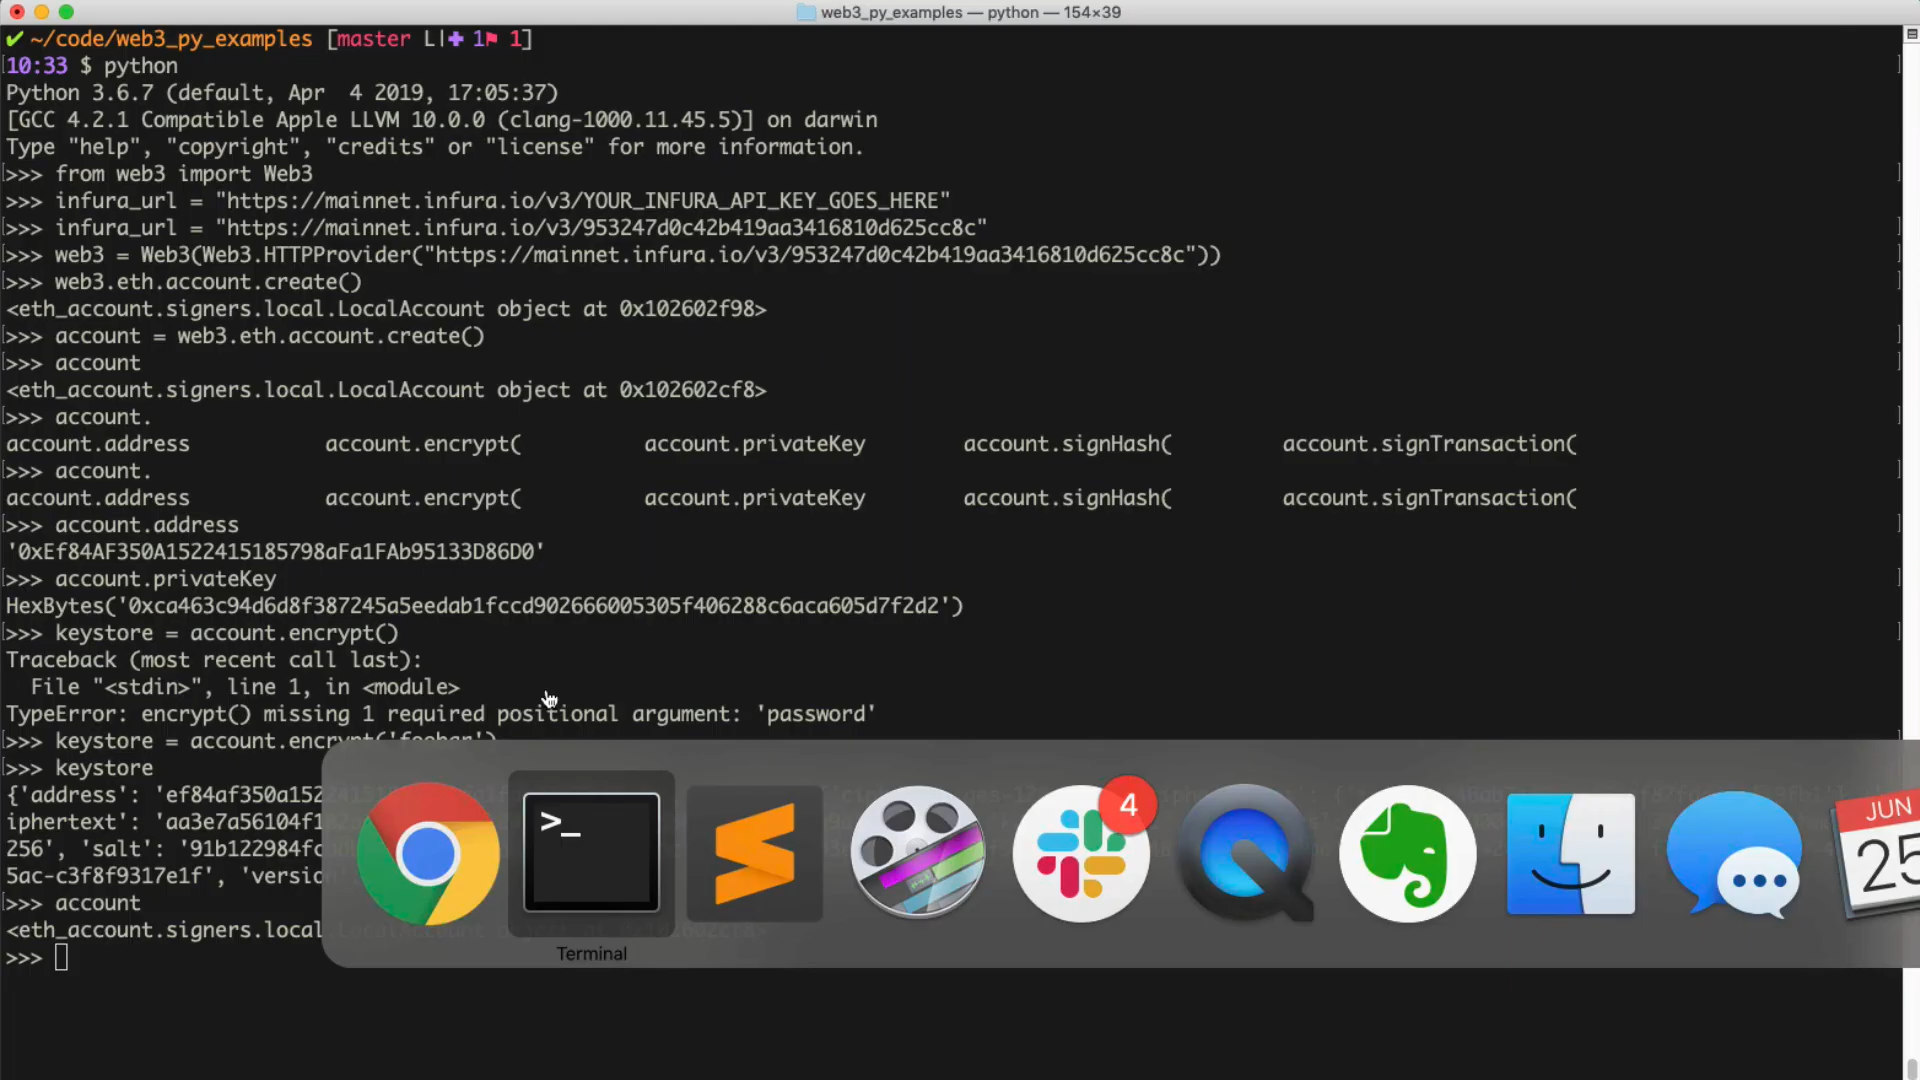 web3_py_examples — python — 154×39
✔ ~/code/web3_py_examples [master L|✚ 1⚑ 1]
10:33 $ python
Python 3.6.7 (default, Apr  4 2019, 17:05:37)
[GCC 4.2.1 Compatible Apple LLVM 10.0.0 (clang-1000.11.45.5)] on darwin
Type "help", "copyright", "credits" or "license" for more information.
>>> from web3 import Web3
>>> infura_url = "https://mainnet.infura.io/v3/YOUR_INFURA_API_KEY_GOES_HERE"
>>> infura_url = "https://mainnet.infura.io/v3/953247d0c42b419aa3416810d625cc8c"
>>> web3 = Web3(Web3.HTTPProvider("https://mainnet.infura.io/v3/953247d0c42b419aa3416810d625cc8c"))
>>> web3.eth.account.create()
<eth_account.signers.local.LocalAccount object at 0x102602f98>
>>> account = web3.eth.account.create()
>>> account
<eth_account.signers.local.LocalAccount object at 0x102602cf8>
>>> account.
account.address account.encrypt( account.privateKey account.signHash( account.signTransaction(
>>> account.
account.address account.encrypt( account.privateKey account.signHash( account.signTransaction(
>>> account.address
'0xEf84AF350A1522415185798aFa1FAb95133D86D0'
>>> account.privateKey
HexBytes('0xca463c94d6d8f387245a5eedab1fccd902666005305f406288c6aca605d7f2d2')
>>> keystore = account.encrypt()
Traceback (most recent call last):
  File "<stdin>", line 1, in <module>
TypeError: encrypt() missing 1 required positional argument: 'password'
>>> keystore = account.encrypt('foobar')
>>> keystore
{'address': 'ef84af350a152
iphertext': 'aa3e7a56104f1
256', 'salt': '91b122984fc
5ac-c3f8f9317e1f', 'version
>>> account
<eth_account.signers.local.LocalAccount object at 0x102602cf8>
>>>
>_
4
JUN
25
Terminal